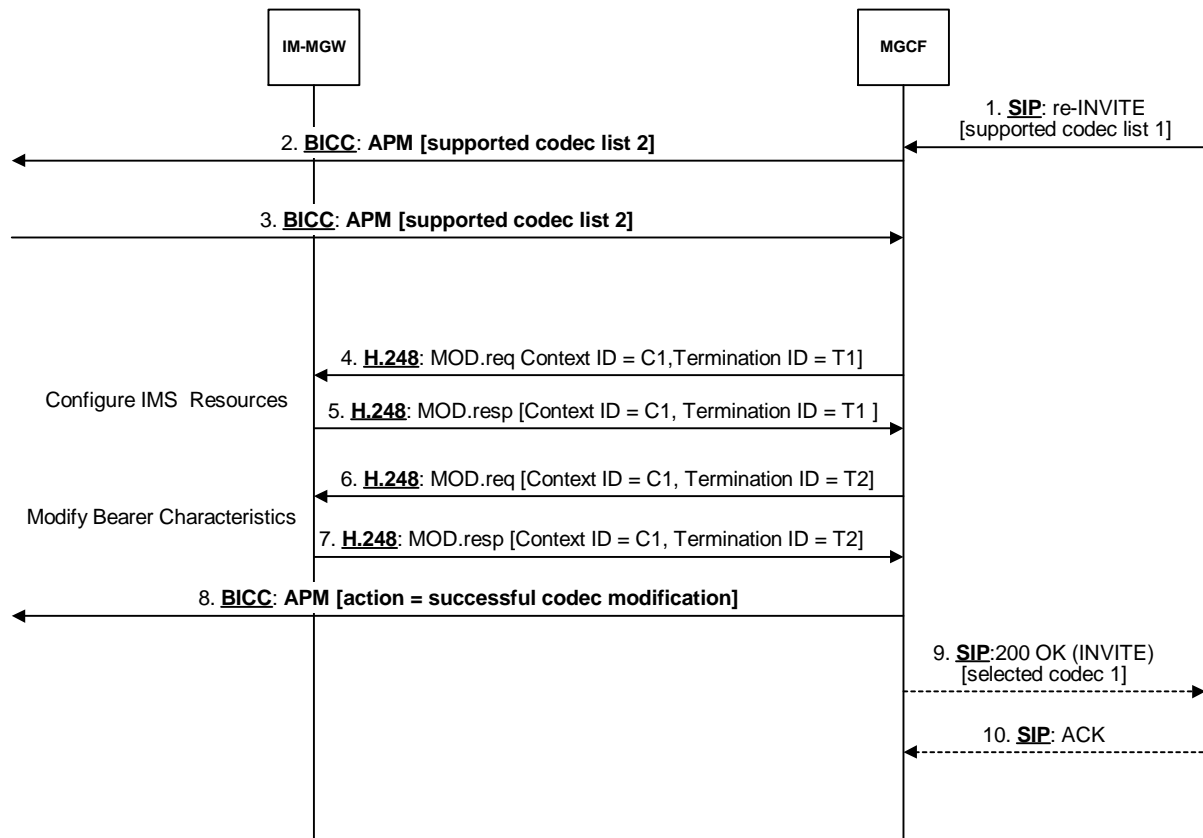 IM-MGW
MGCF
1. SIP: re-INVITE
[supported codec list 1]
2. BICC: APM [supported codec list 2]
3. BICC: APM [supported codec list 2]
4. H.248: MOD.req Context ID = C1,Termination ID = T1]
Configure IMS Resources
5. H.248: MOD.resp [Context ID = C1, Termination ID = T1 ]
6. H.248: MOD.req [Context ID = C1, Termination ID = T2]
Modify Bearer Characteristics
7. H.248: MOD.resp [Context ID = C1, Termination ID = T2]
8. BICC: APM [action = successful codec modification]
9. SIP:200 OK (INVITE)
[selected codec 1]
10. SIP: ACK